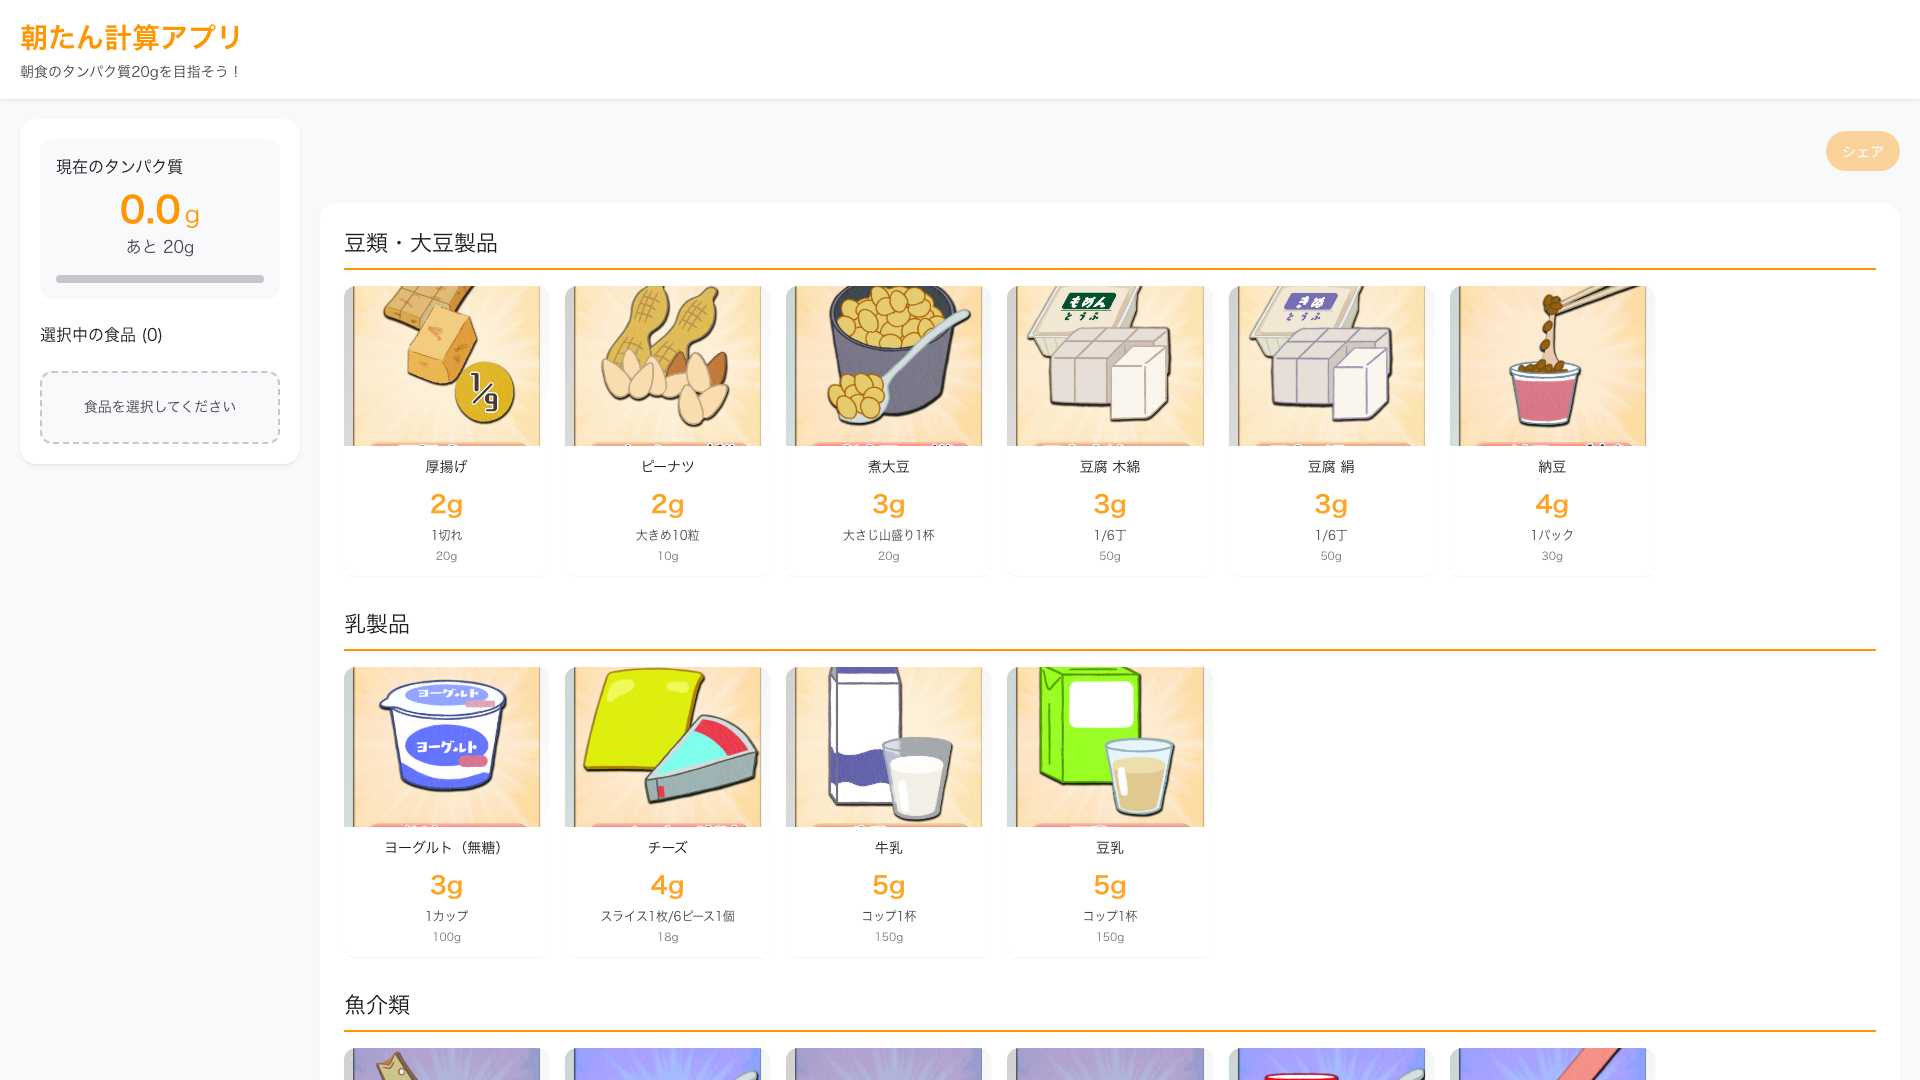 朝たん計算アプリ
朝食のタンパク質20gを目指そう！
シェア
現在のタンパク質
0.0g
あと 20g
選択中の食品 (0)
食品を選択してください
豆類・大豆製品
1/9
もめん
とうふ
きぬ
とうふ
厚揚げ
2g
1切れ
20g
ピーナツ
2g
大きめ10粒
10g
煮大豆
3g
大さじ山盛り1杯
20g
豆腐 木綿
3g
1/6丁
50g
豆腐 絹
3g
1/6丁
50g
納豆
4g
1パック
30g
乳製品
ヨーグルト
ヨーグルト
ヨーグルト（無糖）
3g
1カップ
100g
チーズ
4g
スライス1枚/6ピース1個
18g
牛乳
5g
コップ1杯
150g
豆乳
5g
コップ1杯
150g
魚介類